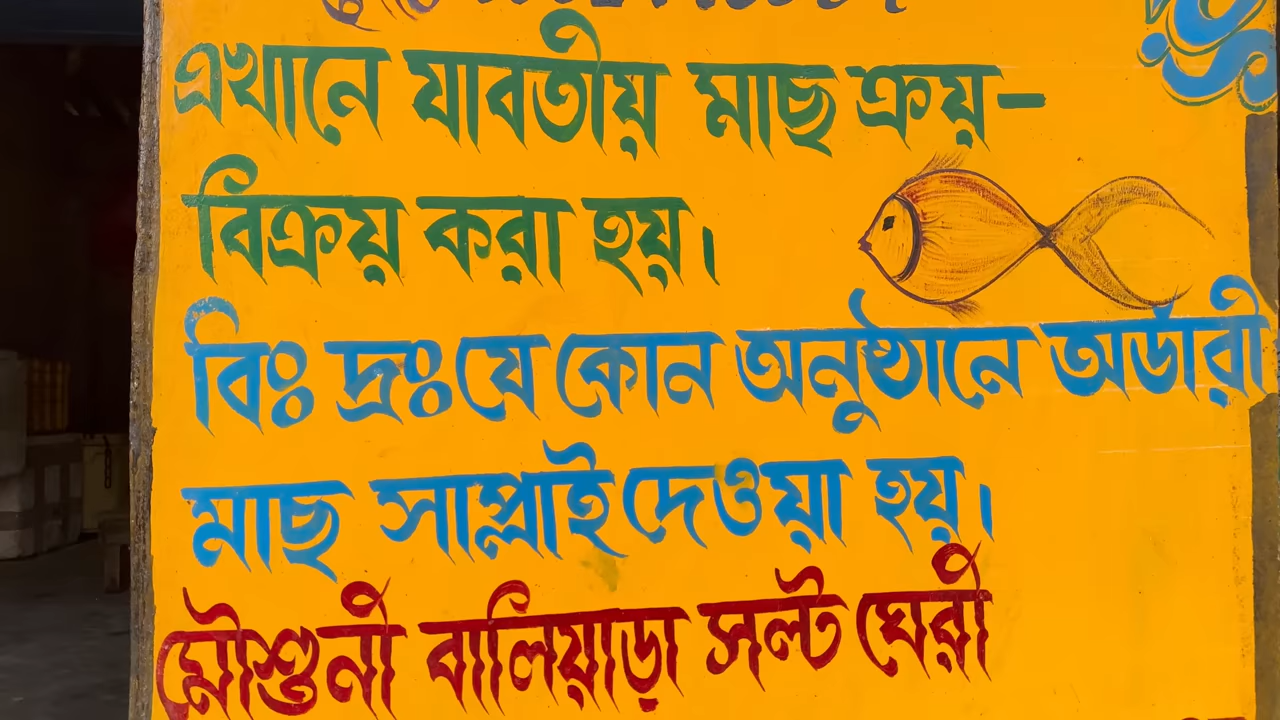 এখানে যাবতীয় মাছ ক্রয়-
বিক্রয় করা হয়।
বিঃ দ্রঃ যে কোন অনুষ্ঠানে অর্ডারী
মাছ সাপ্লাই দেওয়া হয়।
মৌশুনী বালিয়াড়া সল্ট ঘেরী